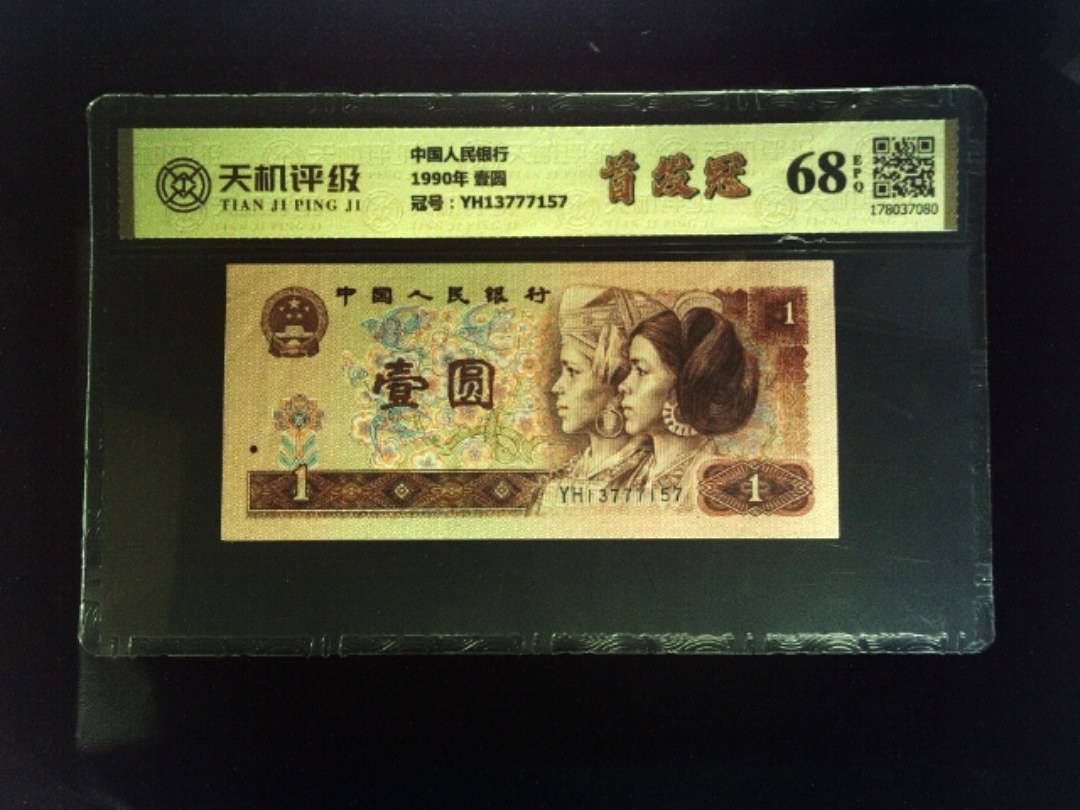 天机评级
TIAN JI PING JI
中国人民银行
1990年 壹圆
冠号：YH13777157
首发冠
68
EPQ
178037080
中国人民银行
1
壹圆
1
YH13777157
1